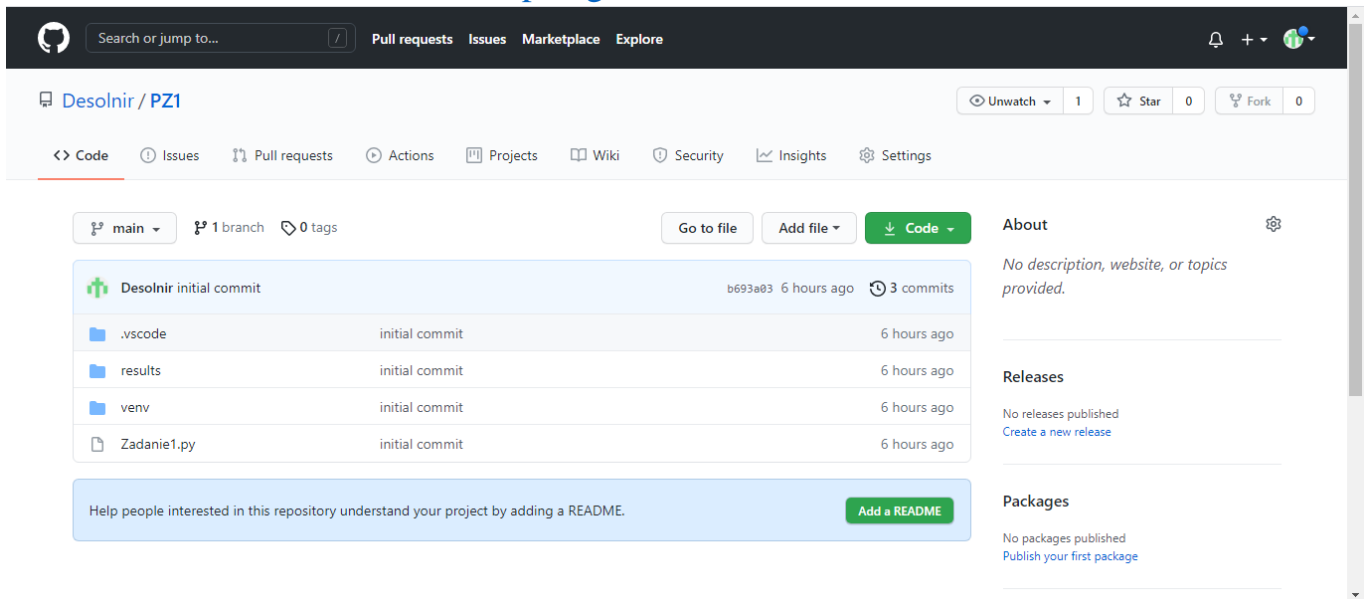 Search or jump to... /
Pull requests Issues Marketplace Explore
Desolnir / PZ1
Unwatch 1 Star 0 Fork 0
<> Code Issues Pull requests Actions Projects Wiki Security Insights Settings
main 1 branch 0 tags
Go to file Add file Code
Desolnir initial commit b693a03 6 hours ago 3 commits
.vscode initial commit 6 hours ago
results initial commit 6 hours ago
venv initial commit 6 hours ago
Zadanie1.py initial commit 6 hours ago
Help people interested in this repository understand your project by adding a README. Add a README
About
No description, website, or topics
provided.
Releases
No releases published
Create a new release
Packages
No packages published
Publish your first package